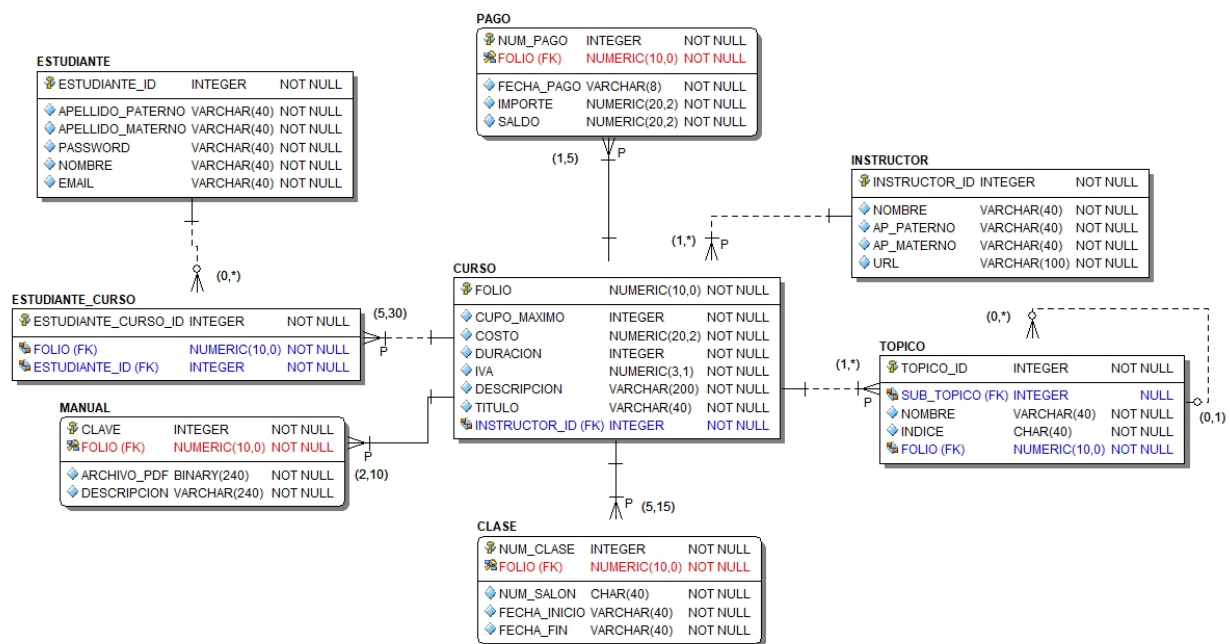 PAGO
NUM_PAGO INTEGER NOT NULL
FOLIO (FK) NUMERIC(10,0) NOT NULL
FECHA_PAGO VARCHAR(8) NOT NULL
IMPORTE NUMERIC(20,2) NOT NULL
SALDO NUMERIC(20,2) NOT NULL
(1,5) P
ESTUDIANTE
ESTUDIANTE_ID INTEGER NOT NULL
APELLIDO_PATERNO VARCHAR(40) NOT NULL
APELLIDO_MATERNO VARCHAR(40) NOT NULL
PASSWORD VARCHAR(40) NOT NULL
NOMBRE VARCHAR(40) NOT NULL
EMAIL VARCHAR(40) NOT NULL
(0,*)
INSTRUCTOR
INSTRUCTOR_ID INTEGER NOT NULL
NOMBRE VARCHAR(40) NOT NULL
AP_PATERNO VARCHAR(40) NOT NULL
AP_MATERNO VARCHAR(40) NOT NULL
URL VARCHAR(100) NOT NULL
(1,*) P
ESTUDIANTE_CURSO
ESTUDIANTE_CURSO_ID INTEGER NOT NULL
FOLIO (FK) NUMERIC(10,0) NOT NULL
ESTUDIANTE_ID (FK) INTEGER NOT NULL
(5,30)
P
CURSO
FOLIO NUMERIC(10,0) NOT NULL
CUPO_MAXIMO INTEGER NOT NULL
COSTO NUMERIC(20,2) NOT NULL
DURACION INTEGER NOT NULL
IVA NUMERIC(3,1) NOT NULL
DESCRIPCION VARCHAR(200) NOT NULL
TITULO VARCHAR(40) NOT NULL
INSTRUCTOR_ID (FK) INTEGER NOT NULL
(0,*)
(1,*)
P
TOPICO
TOPICO_ID INTEGER NOT NULL
SUB_TOPICO (FK) INTEGER NULL
NOMBRE VARCHAR(40) NOT NULL
INDICE CHAR(40) NOT NULL
FOLIO (FK) NUMERIC(10,0) NOT NULL
(0,1)
MANUAL
CLAVE INTEGER NOT NULL
FOLIO (FK) NUMERIC(10,0) NOT NULL
ARCHIVO_PDF BINARY(240) NOT NULL
DESCRIPCION VARCHAR(240) NOT NULL
P
(2,10)
P (5,15)
CLASE
NUM_CLASE INTEGER NOT NULL
FOLIO (FK) NUMERIC(10,0) NOT NULL
NUM_SALON CHAR(40) NOT NULL
FECHA_INICIO VARCHAR(40) NOT NULL
FECHA_FIN VARCHAR(40) NOT NULL